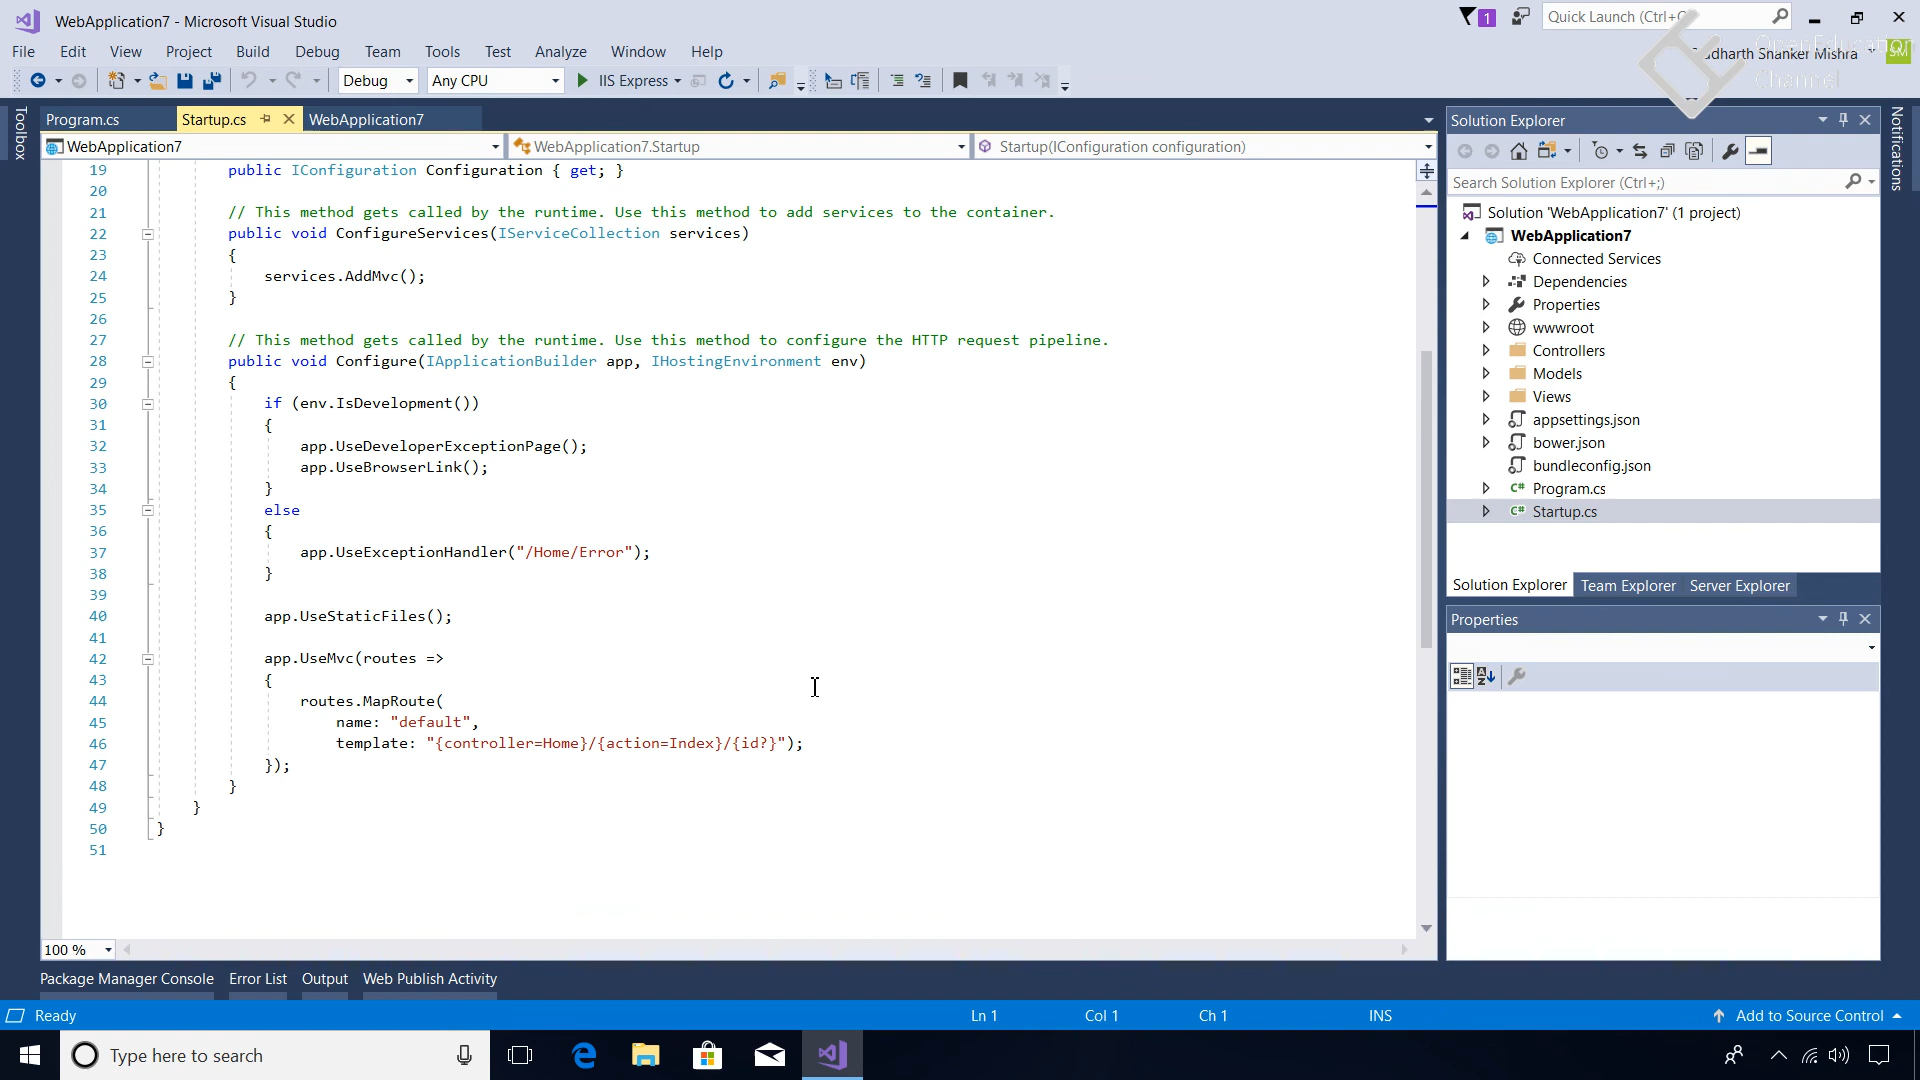 WebApplication7 - Microsoft Visual Studio
1
Quick Launch (Ctrl+Q
File Edit View Project Build Debug Team Tools Test Analyze Window Help
Shanker Mishra
SM
OpenEducation
Channel
Debug Any CPU IIS Express
Toolbox
Program.cs Startup.cs WebApplication7
WebApplication7 WebApplication7.Startup Startup(IConfiguration configuration)
19 public IConfiguration Configuration { get; }
20
21 // This method gets called by the runtime. Use this method to add services to the container.
22 public void ConfigureServices(IServiceCollection services)
23 {
24 services.AddMvc();
25 }
26
27 // This method gets called by the runtime. Use this method to configure the HTTP request pipeline.
28 public void Configure(IApplicationBuilder app, IHostingEnvironment env)
29 {
30 if (env.IsDevelopment())
31 {
32 app.UseDeveloperExceptionPage();
33 app.UseBrowserLink();
34 }
35 else
36 {
37 app.UseExceptionHandler("/Home/Error");
38 }
39
40 app.UseStaticFiles();
41
42 app.UseMvc(routes =>
43 {
44 routes.MapRoute(
45 name: "default",
46 template: "{controller=Home}/{action=Index}/{id?}");
47 });
48 }
49 }
50 }
51
100 %
Package Manager Console Error List Output Web Publish Activity
Solution Explorer
Search Solution Explorer (Ctrl+;)
Solution 'WebApplication7' (1 project)
WebApplication7
Connected Services
Dependencies
Properties
wwwroot
Controllers
Models
Views
appsettings.json
bower.json
bundleconfig.json
C# Program.cs
C# Startup.cs
Solution Explorer Team Explorer Server Explorer
Properties
Notifications
Ready Ln 1 Col 1 Ch 1 INS Add to Source Control
Type here to search